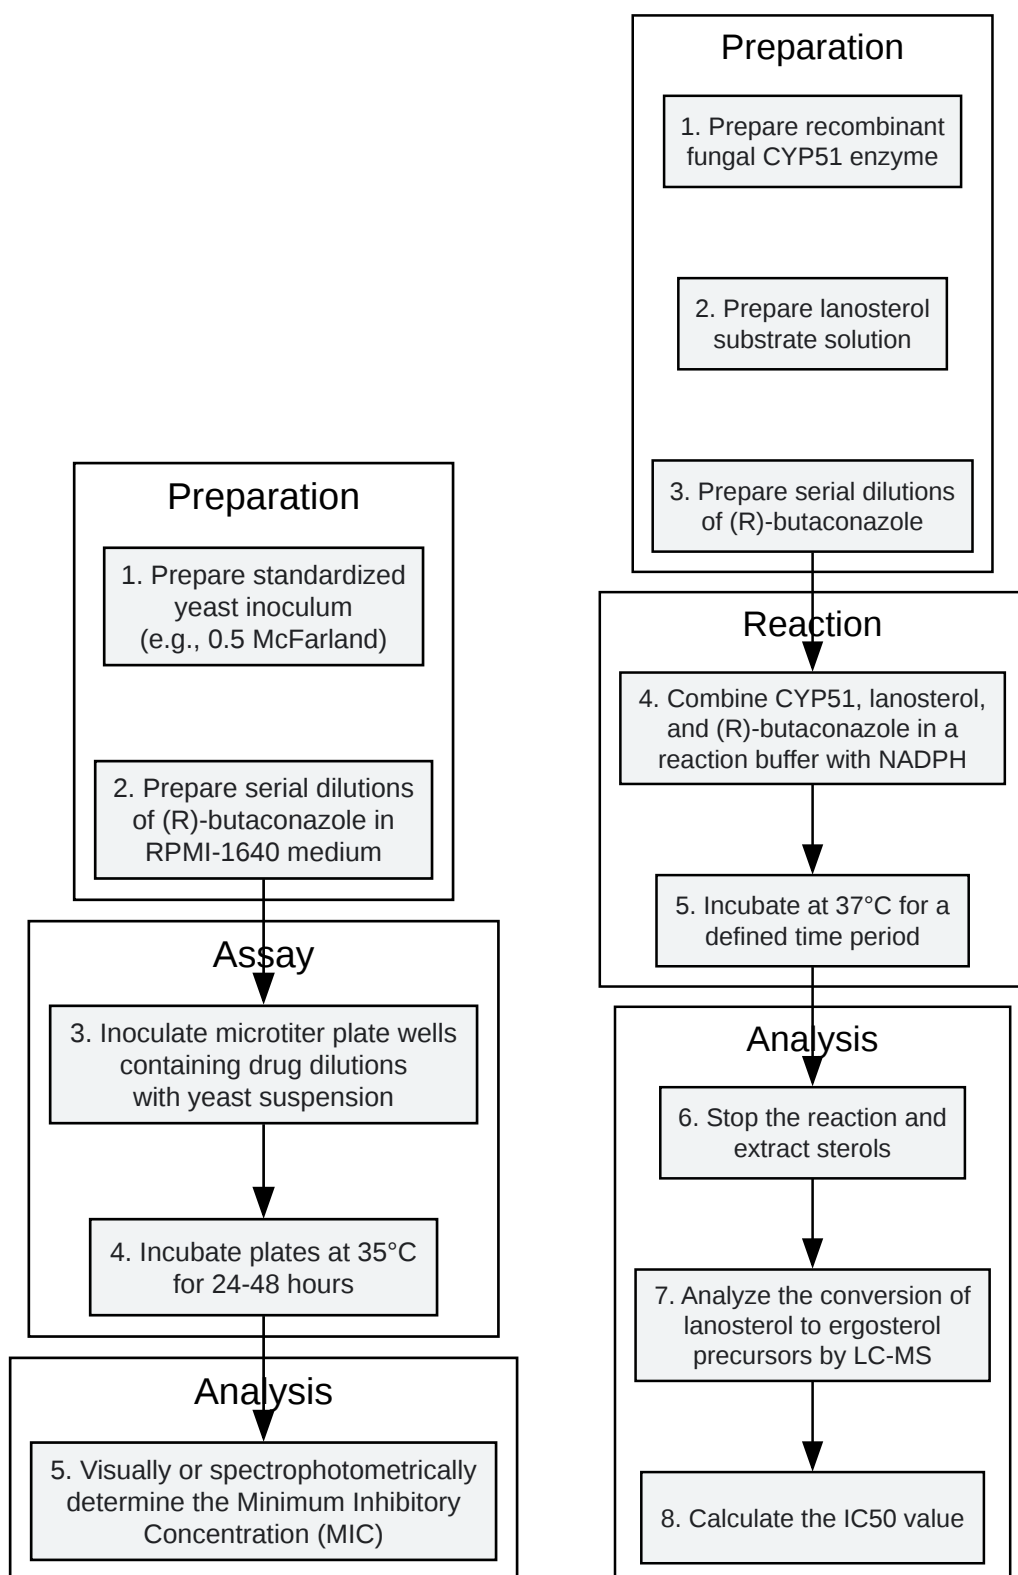 Preparation
1. Prepare standardized
yeast inoculum
(e.g., 0.5 McFarland)
2. Prepare serial dilutions
of (R)-butaconazole in
RPMI-1640 medium
Assay
3. Inoculate microtiter plate wells
containing drug dilutions
with yeast suspension
4. Incubate plates at 35°C
for 24-48 hours
Analysis
5. Visually or spectrophotometrically
determine the Minimum Inhibitory
Concentration (MIC)
Preparation
1. Prepare recombinant
fungal CYP51 enzyme
2. Prepare lanosterol
substrate solution
3. Prepare serial dilutions
of (R)-butaconazole
Reaction
4. Combine CYP51, lanosterol,
and (R)-butaconazole in a
reaction buffer with NADPH
5. Incubate at 37°C for a
defined time period
Analysis
6. Stop the reaction and
extract sterols
7. Analyze the conversion of
lanosterol to ergosterol
precursors by LC-MS
8. Calculate the IC50 value